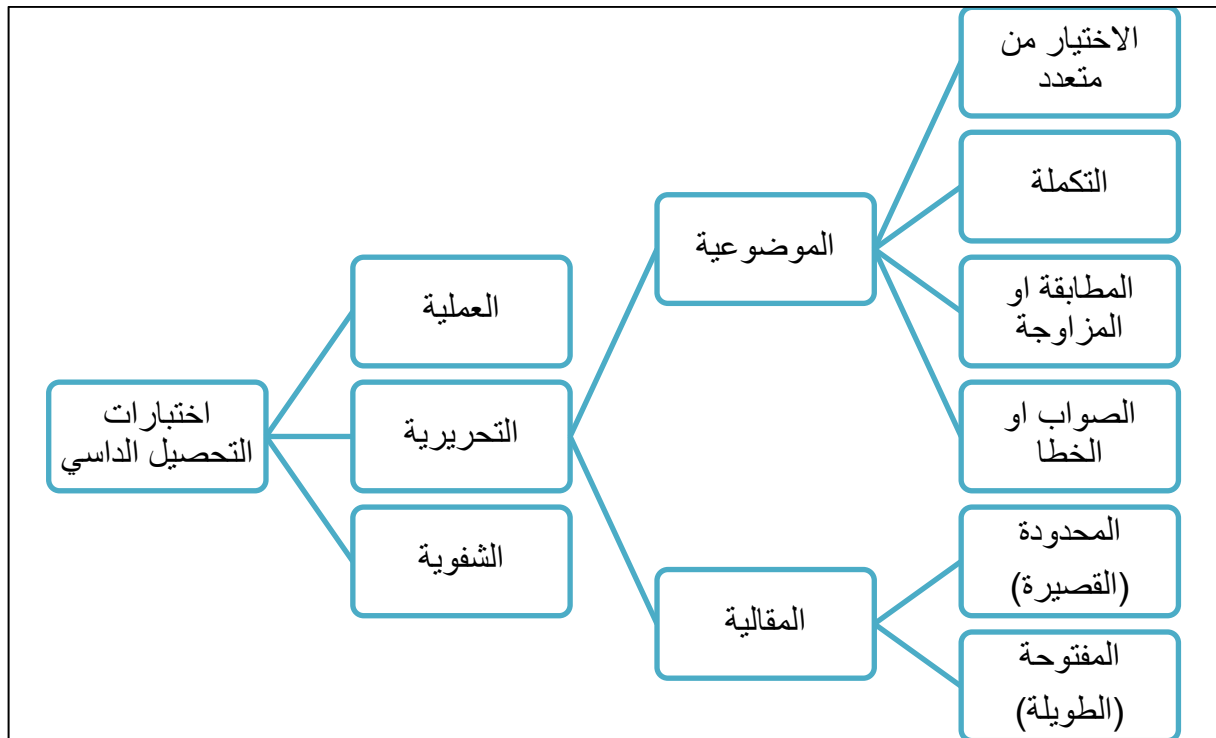 اختبارات
التحصيل الداسي
العملية
التحريرية
الشفوية
الموضوعية
المقالية
الاختيار من
متعدد
التكملة
المطابقة او
المزاوجة
الصواب او
الخطا
المحدودة
(القصيرة)
المفتوحة
(الطويلة)